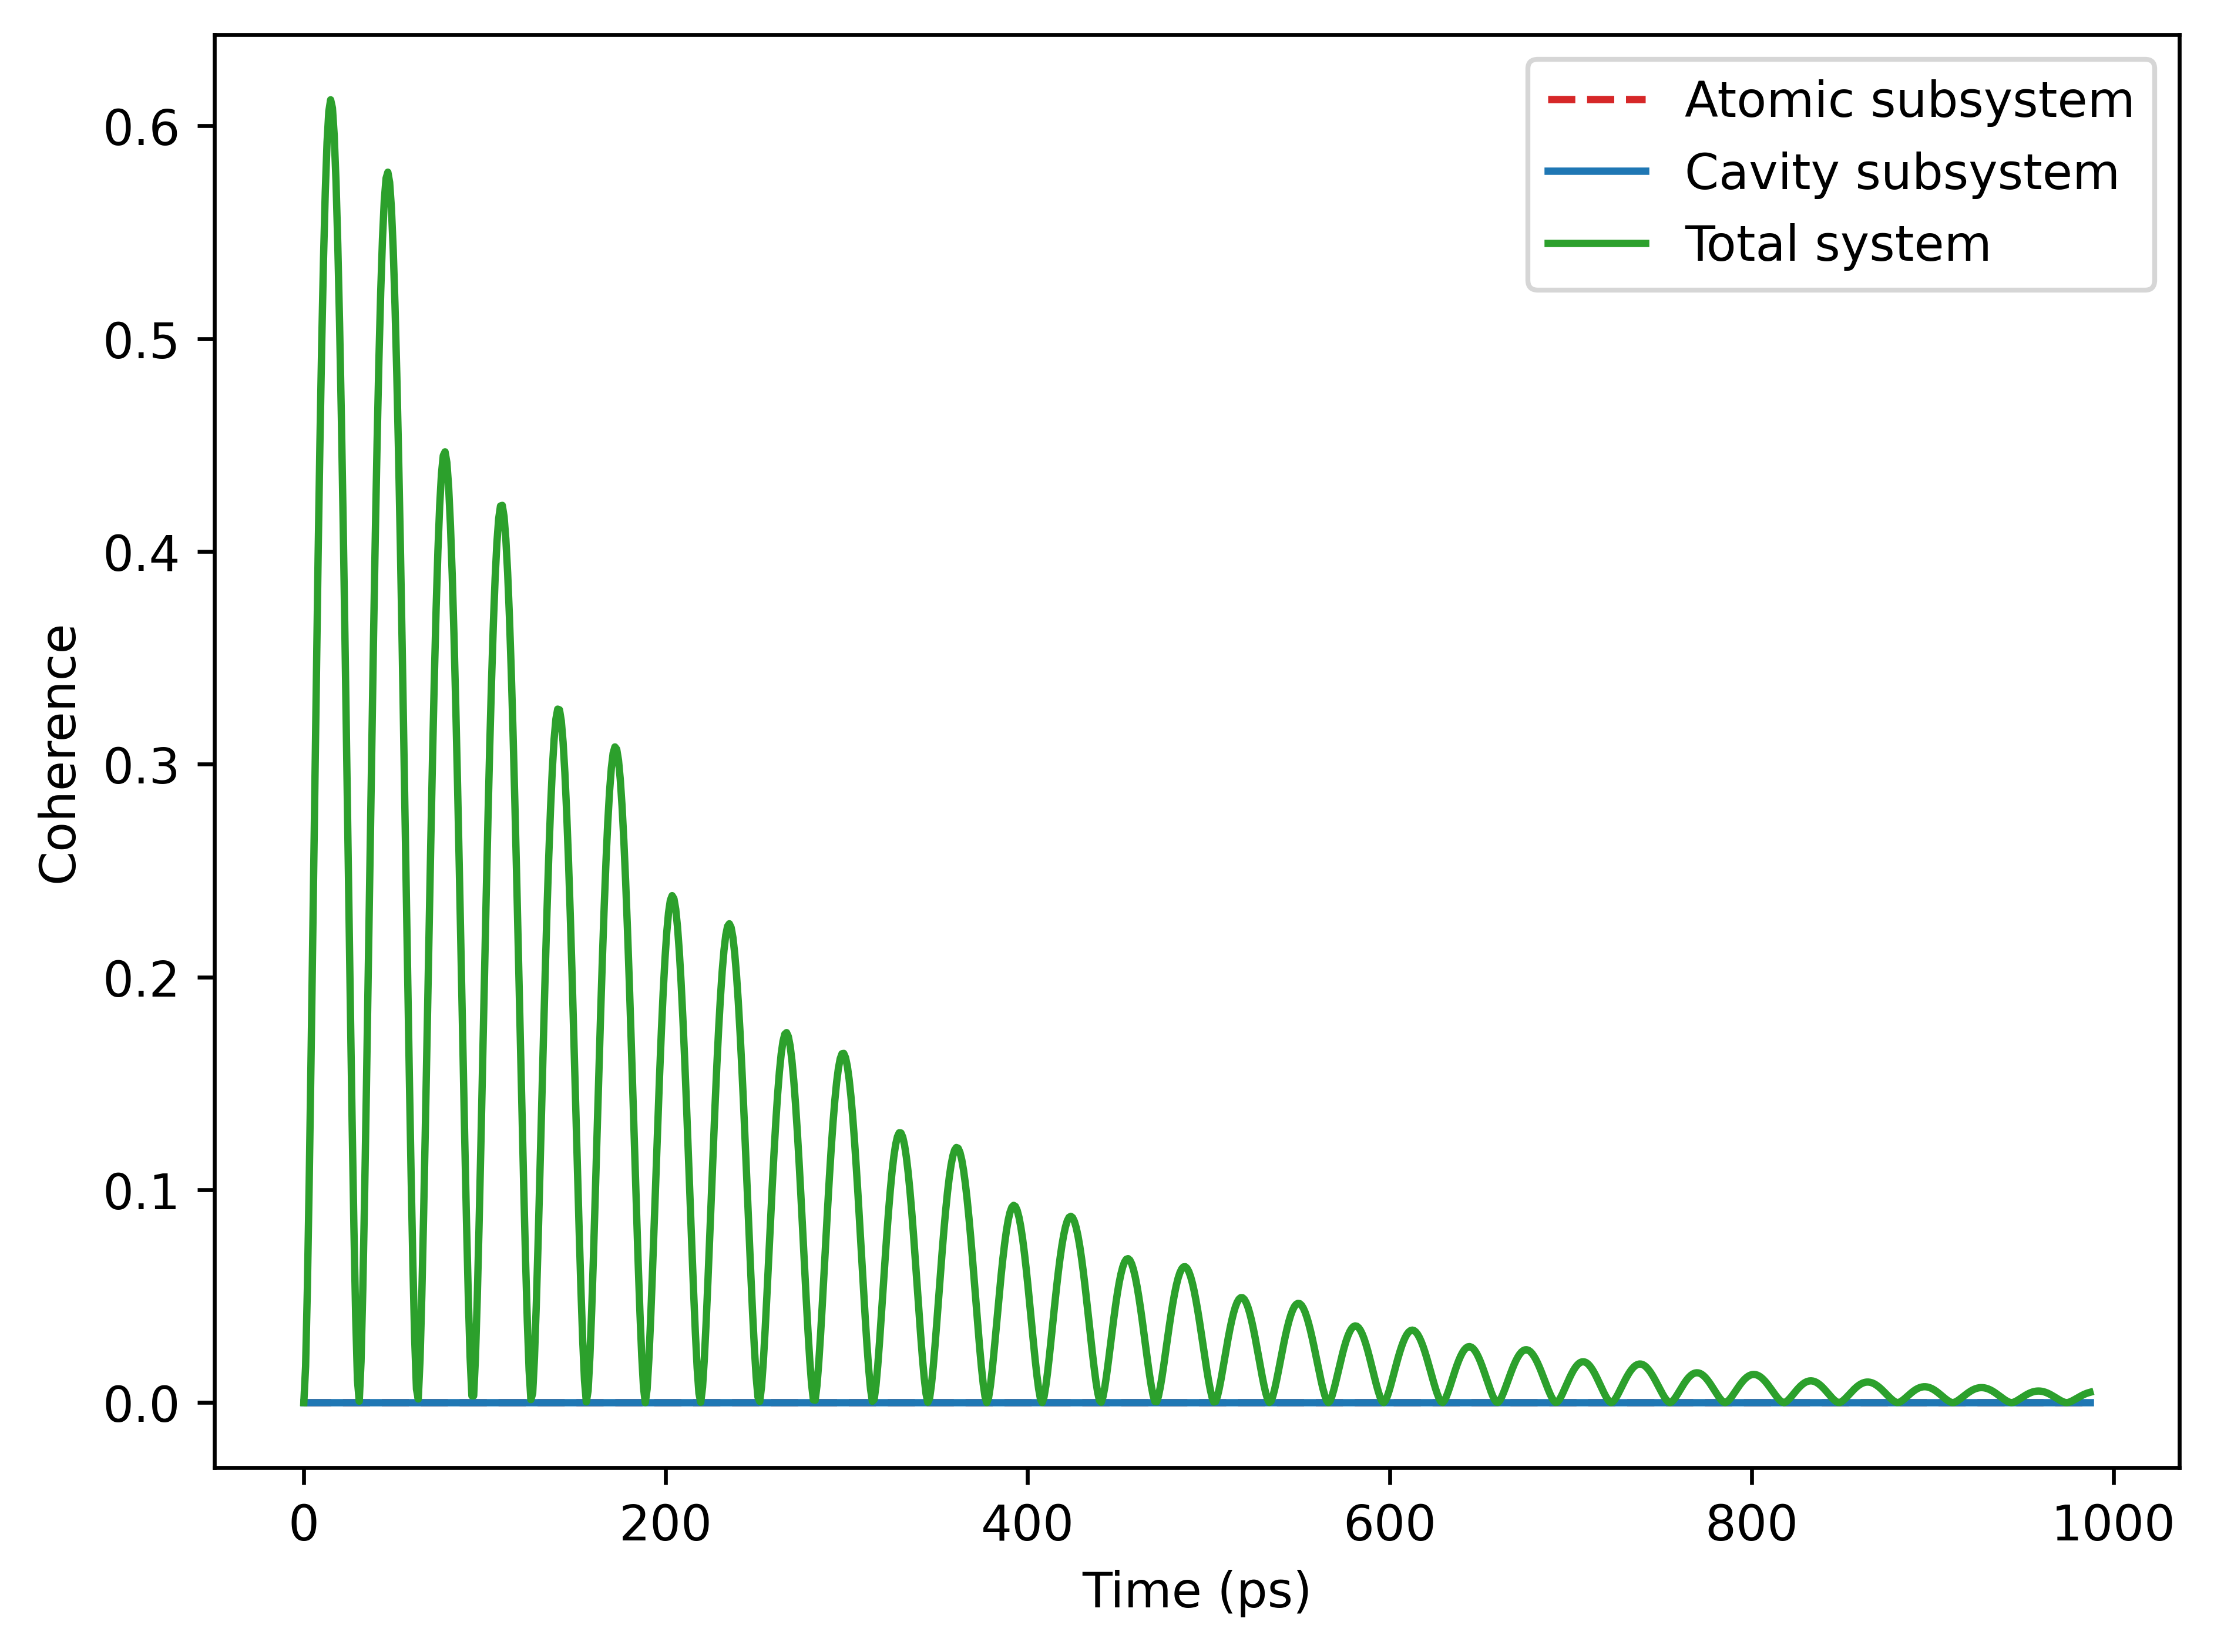 Atomic subsystem
Cavity subsystem
Total system
Coherence
0.6
0.5
0.4
0.3
0.2
0.1
0.0
0 200 400 600 800 1000
Time (ps)